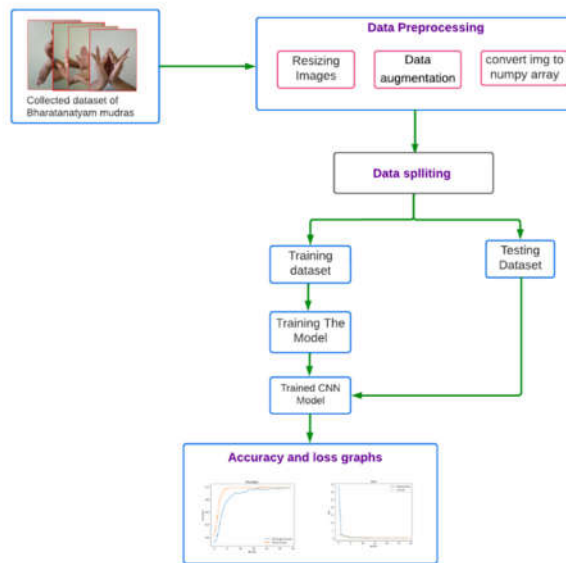 Collected dataset of
Bharatanatyam mudras
Data Preprocessing
Resizing
Images
Data
augmentation
convert img to
numpy array
Data splliting
Training
dataset
Testing
Dataset
Training The
Model
Trained CNN
Model
Accuracy and loss graphs